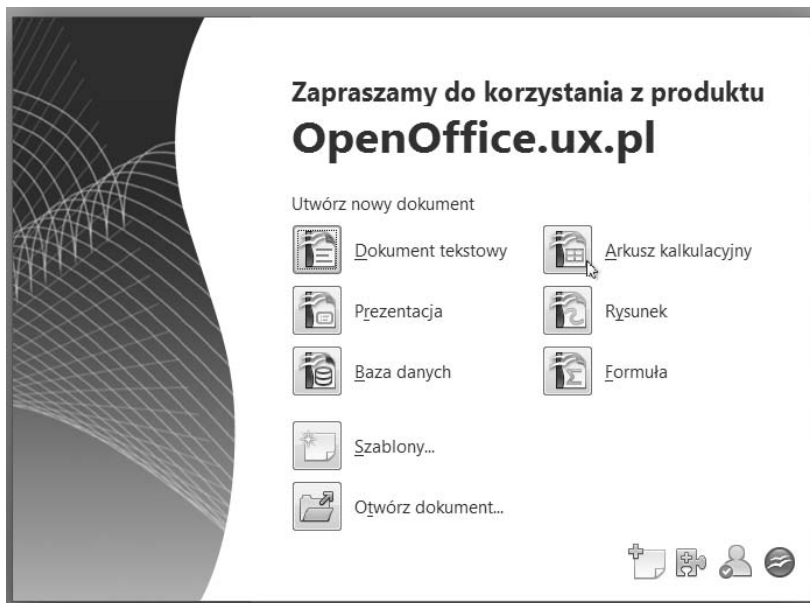 Zapraszamy do korzystania z produktu
OpenOffice.ux.pl
Utwórz nowy dokument
Dokument tekstowy
Arkusz kalkulacyjny
Prezentacja
Rysunek
Baza danych
Formuła
Szablony...
Otwórz dokument...